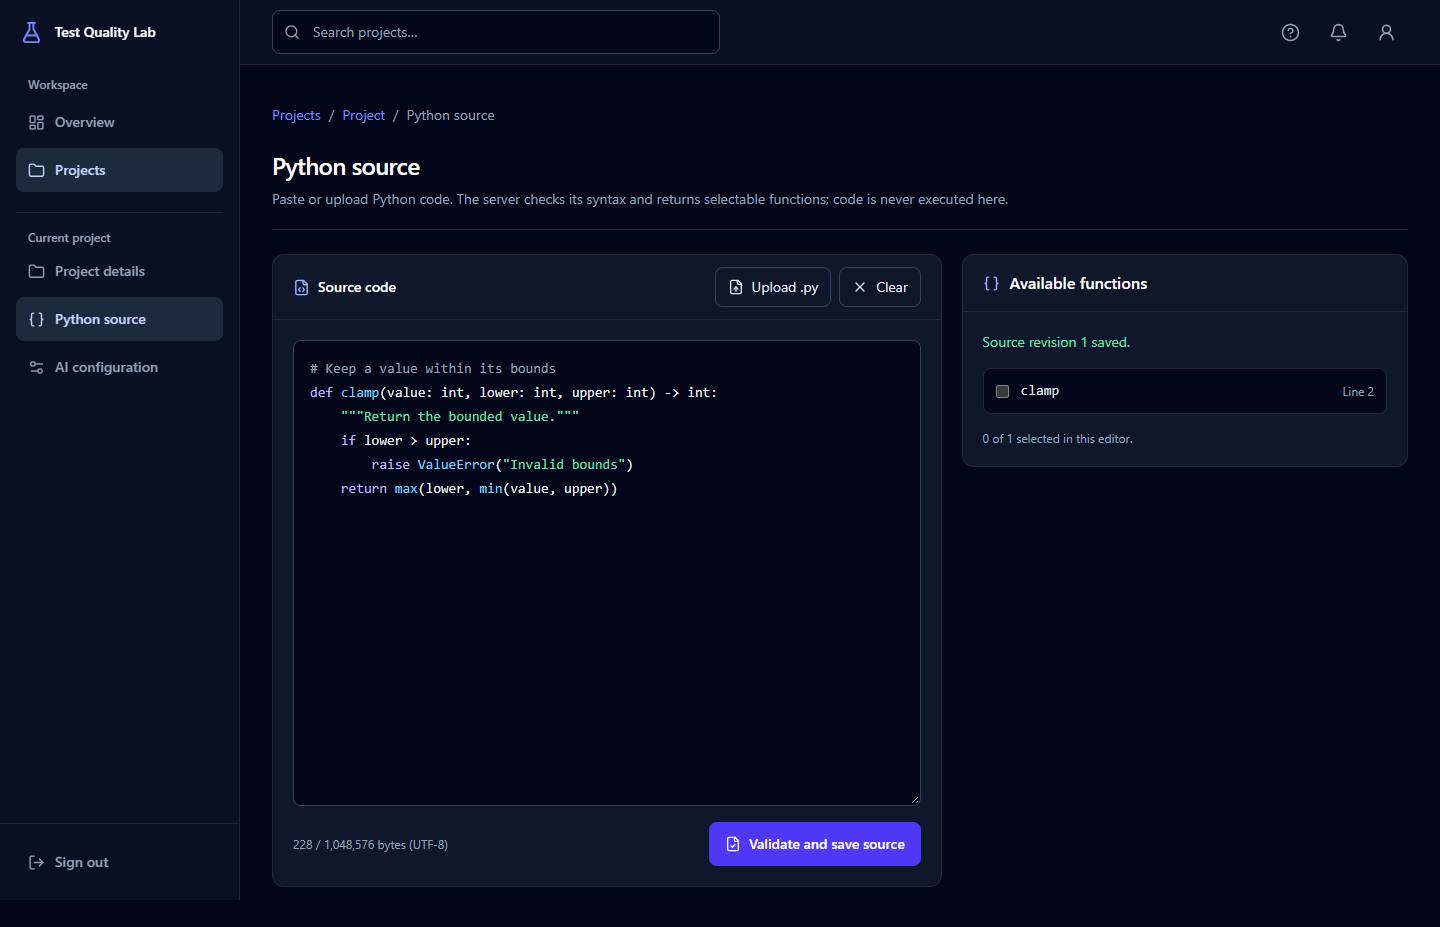 Test Quality Lab
Search projects...
Workspace
Overview
Projects
Current project
Project details
Python source
AI configuration
Sign out
Projects / Project / Python source
Python source
Paste or upload Python code. The server checks its syntax and returns selectable functions; code is never executed here.
Source code
Upload .py
Clear
# Keep a value within its bounds
def clamp(value: int, lower: int, upper: int) -> int:
    """Return the bounded value."""
    if lower > upper:
        raise ValueError("Invalid bounds")
    return max(lower, min(value, upper))
228 / 1,048,576 bytes (UTF-8)
Validate and save source
Available functions
Source revision 1 saved.
clamp Line 2
0 of 1 selected in this editor.